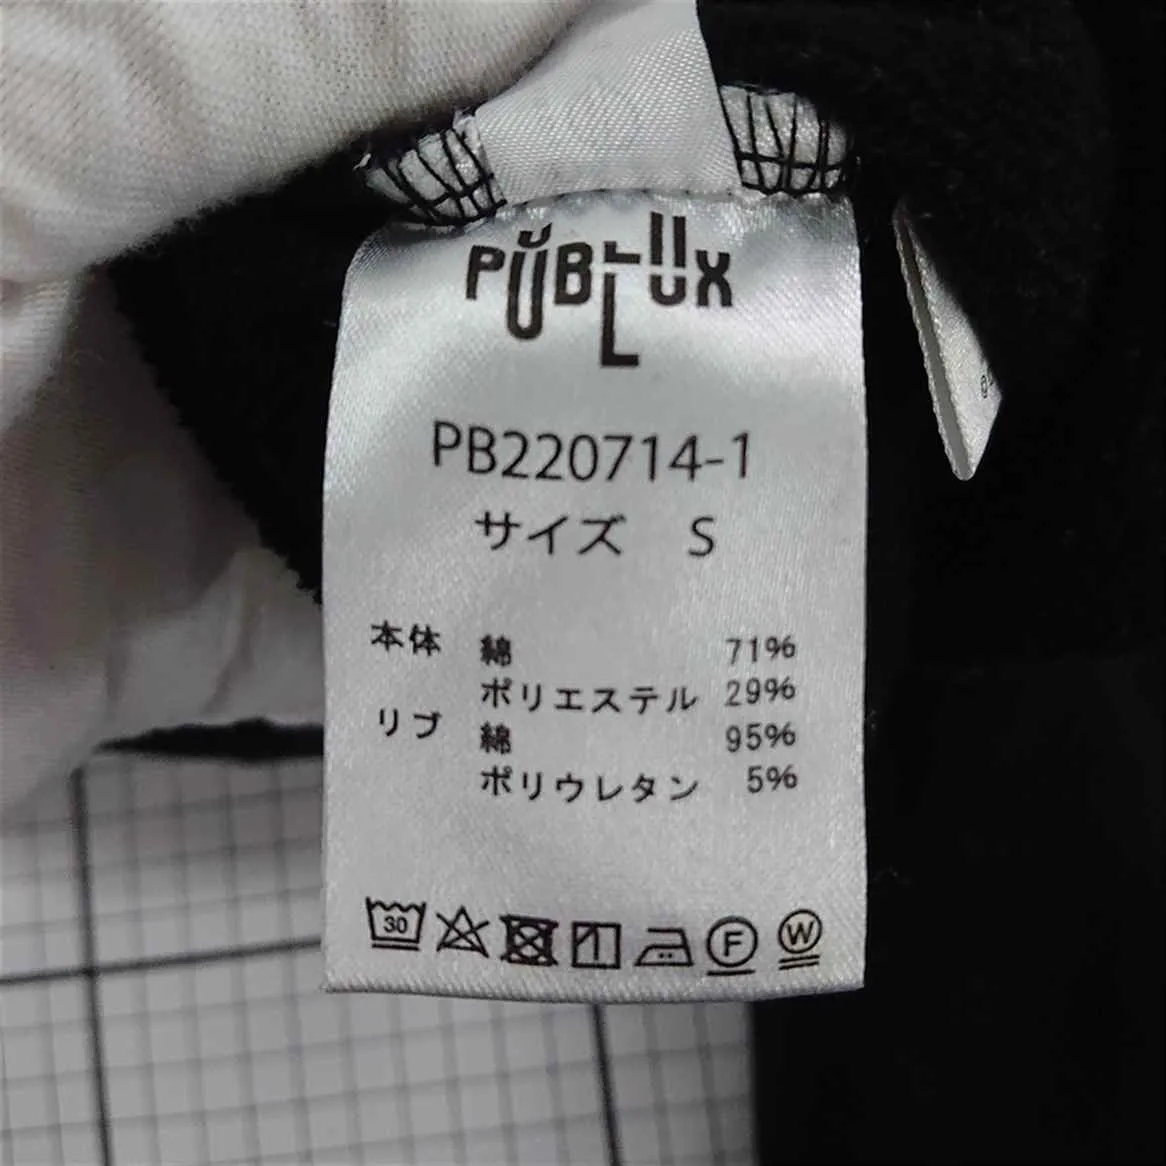 PŬBLUX
PB220714-1
サイズ S
本体 綿 71%
ポリエステル 29%
リブ 綿 95%
ポリウレタン 5%
30 F W